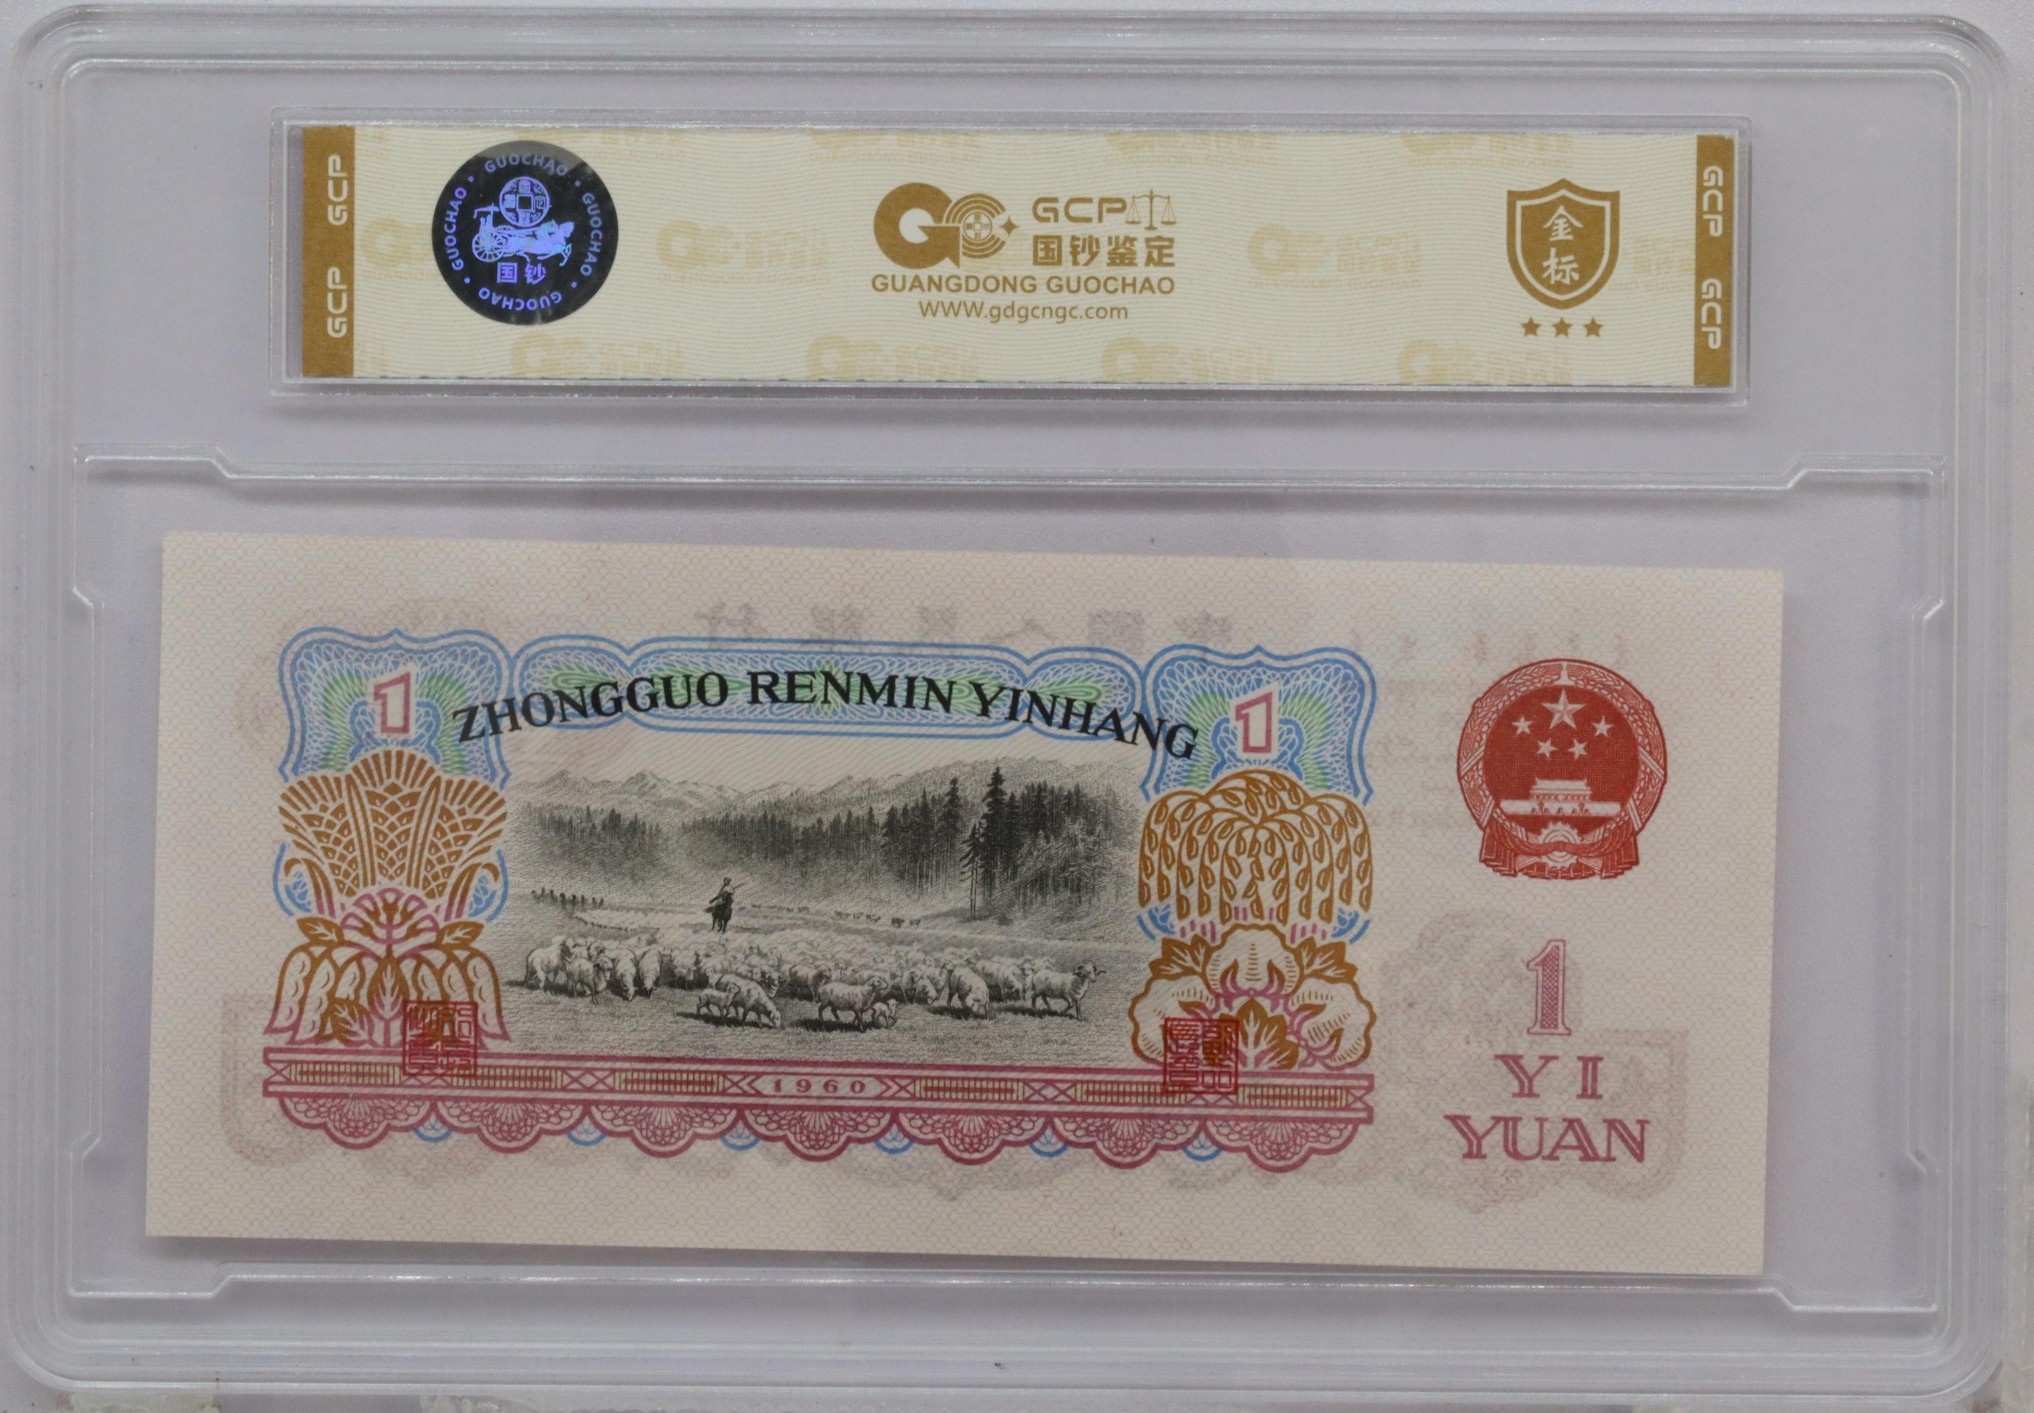 GCP GCP
GUOCHAO · GUOCHAO · GUOCHAO · GUOCHAO
国钞
GCP
国钞鉴定
GUANGDONG GUOCHAO
www.gdgcngc.com
金标
GCP GCP
1
ZHONGGUO RENMIN YINHANG
1
1960
1
YI
YUAN